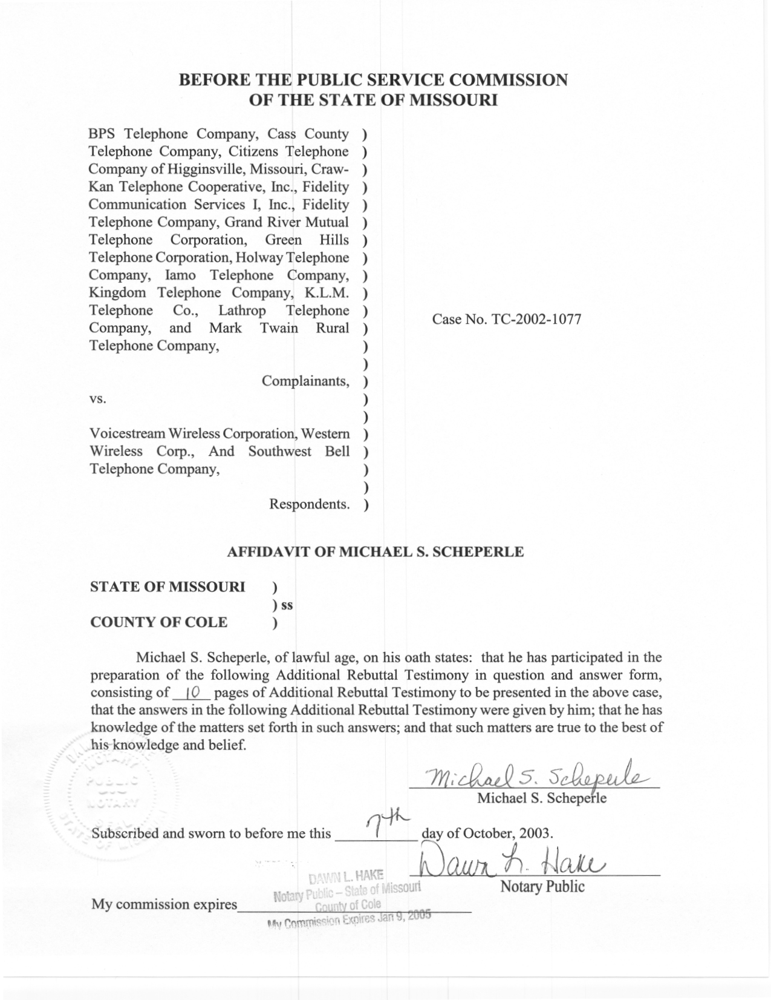 BEFORE THE PUBLIC SERVICE COMMISSION
OF THE STATE OF MISSOURI
BPS Telephone Company, Cass County )
Telephone Company, Citizens Telephone )
Company of Higginsville, Missouri, Craw- )
Kan Telephone Cooperative, Inc., Fidelity )
Communication Services I, Inc., Fidelity )
Telephone Company, Grand River Mutual )
Telephone Corporation, Green Hills )
Telephone Corporation, Holway Telephone )
Company, Iamo Telephone Company, )
Kingdom Telephone Company, K.L.M. )
Telephone Co., Lathrop Telephone )
Case No. TC-2002-1077
Company, and Mark Twain Rural )
Telephone Company, )
)
Complainants, )
vs. )
)
Voicestream Wireless Corporation, Western )
Wireless Corp., And Southwest Bell )
Telephone Company, )
)
Respondents. )
AFFIDAVIT OF MICHAEL S. SCHEPERLE
STATE OF MISSOURI )
) ss
COUNTY OF COLE )
Michael S. Scheperle, of lawful age, on his oath states: that he has participated in the
preparation of the following Additional Rebuttal Testimony in question and answer form,
consisting of 10 pages of Additional Rebuttal Testimony to be presented in the above case,
that the answers in the following Additional Rebuttal Testimony were given by him; that he has
knowledge of the matters set forth in such answers; and that such matters are true to the best of
his knowledge and belief.
Michael S. Scheperle
Michael S. Scheperle
Subscribed and sworn to before me this 7th day of October, 2003.
Dawn L. Hake
Notary Public
DAWN L. HAKE
Notary Public – State of Missouri
County of Cole
My Commission Expires Jan 9, 2005
My commission expires
NOTARY
PUBLIC
NOTARY
SEAL
STATE OF MISSOURI